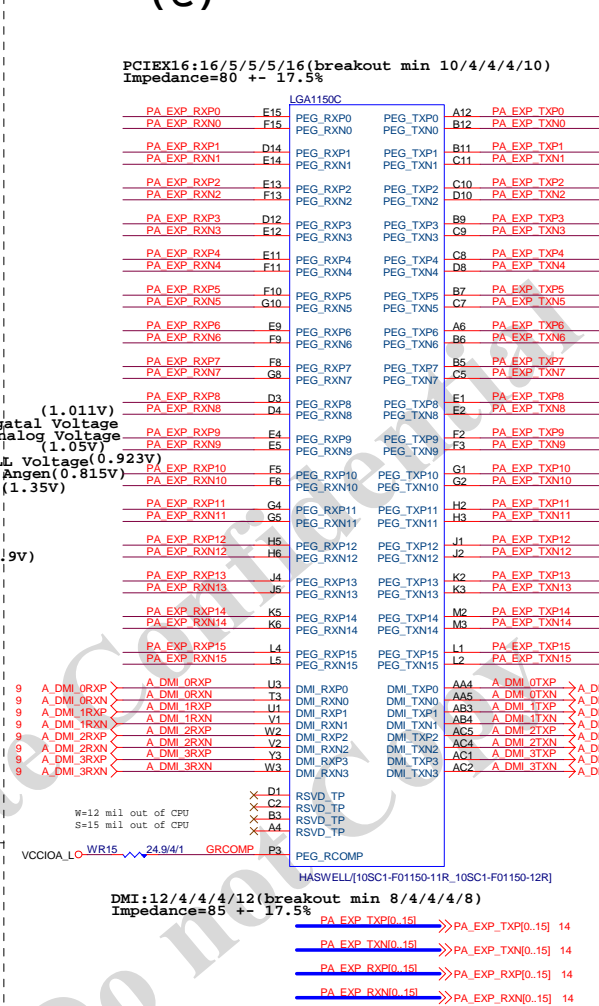 (C)
PCIEX16:16/5/5/5/16(breakout min 10/4/4/4/10)
Impedance=80 +- 17.5%
LGA1150C
PA_EXP_RXP0 E15 PEG_RXP0 PEG_TXP0 A12 PA_EXP_TXP0
PA_EXP_RXN0 F15 PEG_RXN0 PEG_TXN0 B12 PA_EXP_TXN0
PA_EXP_RXP1 D14 PEG_RXP1 PEG_TXP1 B11 PA_EXP_TXP1
PA_EXP_RXN1 E14 PEG_RXN1 PEG_TXN1 C11 PA_EXP_TXN1
PA_EXP_RXP2 E13 PEG_RXP2 PEG_TXP2 C10 PA_EXP_TXP2
PA_EXP_RXN2 F13 PEG_RXN2 PEG_TXN2 D10 PA_EXP_TXN2
PA_EXP_RXP3 D12 PEG_RXP3 PEG_TXP3 B9 PA_EXP_TXP3
PA_EXP_RXN3 E12 PEG_RXN3 PEG_TXN3 C9 PA_EXP_TXN3
PA_EXP_RXP4 E11 PEG_RXP4 PEG_TXP4 C8 PA_EXP_TXP4
PA_EXP_RXN4 F11 PEG_RXN4 PEG_TXN4 D8 PA_EXP_TXN4
PA_EXP_RXP5 F10 PEG_RXP5 PEG_TXP5 B7 PA_EXP_TXP5
PA_EXP_RXN5 G10 PEG_RXN5 PEG_TXN5 C7 PA_EXP_TXN5
PA_EXP_RXP6 E9 PEG_RXP6 PEG_TXP6 A6 PA_EXP_TXP6
PA_EXP_RXN6 F9 PEG_RXN6 PEG_TXN6 B6 PA_EXP_TXN6
PA_EXP_RXP7 F8 PEG_RXP7 PEG_TXP7 B5 PA_EXP_TXP7
PA_EXP_RXN7 G8 PEG_RXN7 PEG_TXN7 C5 PA_EXP_TXN7
PA_EXP_RXP8 D3 PEG_RXP8 PEG_TXP8 E1 PA_EXP_TXP8
PA_EXP_RXN8 D4 PEG_RXN8 PEG_TXN8 E2 PA_EXP_TXN8
(1.011V)
gatal Voltage
nalog Voltage
(1.05V)
LL Voltage(0.923V)
Angen(0.815V)
(1.35V)
.9V)
PA_EXP_RXP9 E4 PEG_RXP9 PEG_TXP9 F2 PA_EXP_TXP9
PA_EXP_RXN9 E5 PEG_RXN9 PEG_TXN9 F3 PA_EXP_TXN9
PA_EXP_RXP10 F5 PEG_RXP10 PEG_TXP10 G1 PA_EXP_TXP10
PA_EXP_RXN10 F6 PEG_RXN10 PEG_TXN10 G2 PA_EXP_TXN10
PA_EXP_RXP11 G4 PEG_RXP11 PEG_TXP11 H2 PA_EXP_TXP11
PA_EXP_RXN11 G5 PEG_RXN11 PEG_TXN11 H3 PA_EXP_TXN11
PA_EXP_RXP12 H5 PEG_RXP12 PEG_TXP12 J1 PA_EXP_TXP12
PA_EXP_RXN12 H6 PEG_RXN12 PEG_TXN12 J2 PA_EXP_TXN12
PA_EXP_RXP13 J4 PEG_RXP13 PEG_TXP13 K2 PA_EXP_TXP13
PA_EXP_RXN13 J5 PEG_RXN13 PEG_TXN13 K3 PA_EXP_TXN13
PA_EXP_RXP14 K5 PEG_RXP14 PEG_TXP14 M2 PA_EXP_TXP14
PA_EXP_RXN14 K6 PEG_RXN14 PEG_TXN14 M3 PA_EXP_TXN14
PA_EXP_RXP15 L4 PEG_RXP15 PEG_TXP15 L1 PA_EXP_TXP15
PA_EXP_RXN15 L5 PEG_RXN15 PEG_TXN15 L2 PA_EXP_TXN15
9 A_DMI_0RXP A_DMI_0RXP U3 DMI_RXP0 DMI_TXP0 AA4 A_DMI_0TXP A_D
9 A_DMI_0RXN A_DMI_0RXN T3 DMI_RXN0 DMI_TXN0 AA5 A_DMI_0TXN A_D
9 A_DMI_1RXP A_DMI_1RXP U1 DMI_RXP1 DMI_TXP1 AB3 A_DMI_1TXP A_D
9 A_DMI_1RXN A_DMI_1RXN V1 DMI_RXN1 DMI_TXN1 AB4 A_DMI_1TXN A_D
9 A_DMI_2RXP A_DMI_2RXP W2 DMI_RXP2 DMI_TXP2 AC5 A_DMI_2TXP A_D
9 A_DMI_2RXN A_DMI_2RXN V2 DMI_RXN2 DMI_TXN2 AC4 A_DMI_2TXN A_D
9 A_DMI_3RXP A_DMI_3RXP Y3 DMI_RXP3 DMI_TXP3 AC1 A_DMI_3TXP A_D
9 A_DMI_3RXN A_DMI_3RXN W3 DMI_RXN3 DMI_TXN3 AC2 A_DMI_3TXN A_D
D1 RSVD_TP
C2 RSVD_TP
B3 RSVD_TP
A4 RSVD_TP
W=12 mil out of CPU
S=15 mil out of CPU
VCCIOA_L WR15 24.9/4/1 GRCOMP P3 PEG_RCOMP
HASWELL/[10SC1-F01150-11R_10SC1-F01150-12R]
DMI:12/4/4/4/12(breakout min 8/4/4/4/8)
Impedance=85 +- 17.5%
PA_EXP_TXP[0..15] PA_EXP_TXP[0..15] 14
PA_EXP_TXN[0..15] PA_EXP_TXN[0..15] 14
PA_EXP_RXP[0..15] PA_EXP_RXP[0..15] 14
PA_EXP_RXN[0..15] PA_EXP_RXN[0..15] 14
te Confidential
Do not Copy